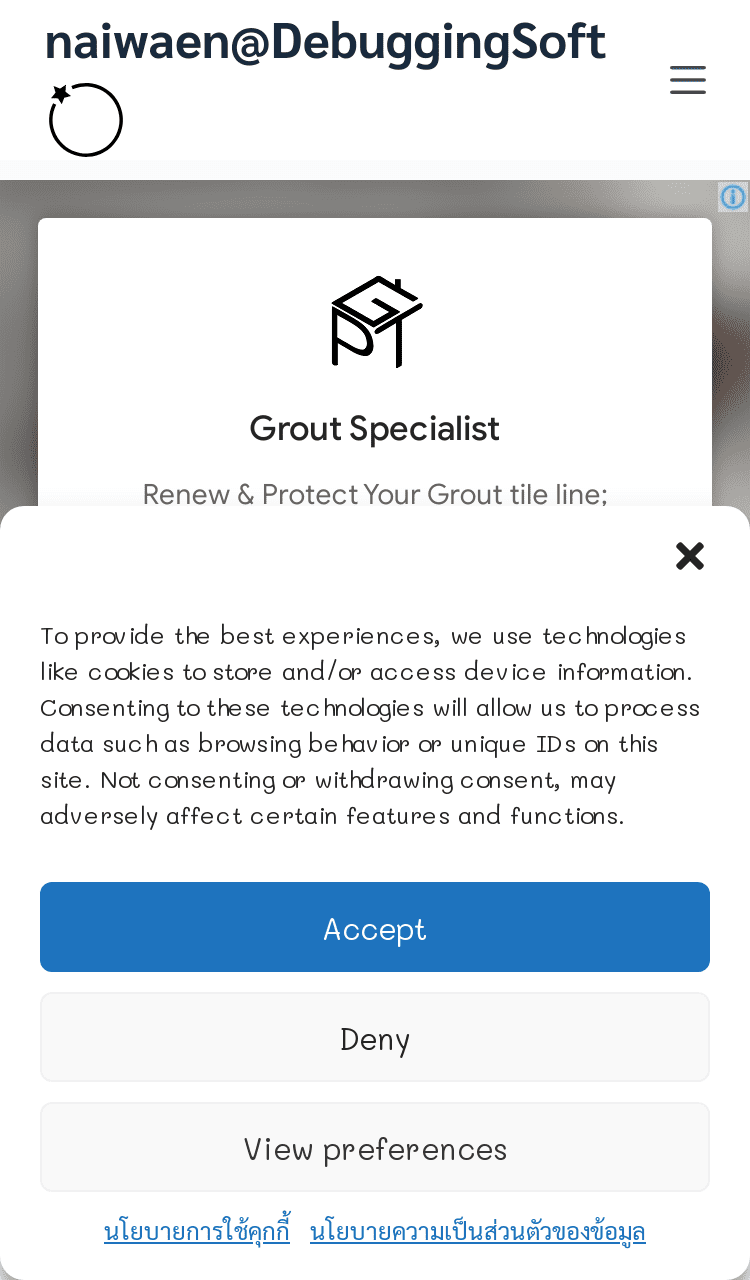 naiwaen@DebuggingSoft
Grout Specialist
Renew & Protect Your Grout tile line;
To provide the best experiences, we use technologies
like cookies to store and/or access device information.
Consenting to these technologies will allow us to process
data such as browsing behavior or unique IDs on this
site. Not consenting or withdrawing consent, may
adversely affect certain features and functions.
Accept
Deny
View preferences
นโยบายการใช้คุกกี้ นโยบายความเป็นส่วนตัวของข้อมูล